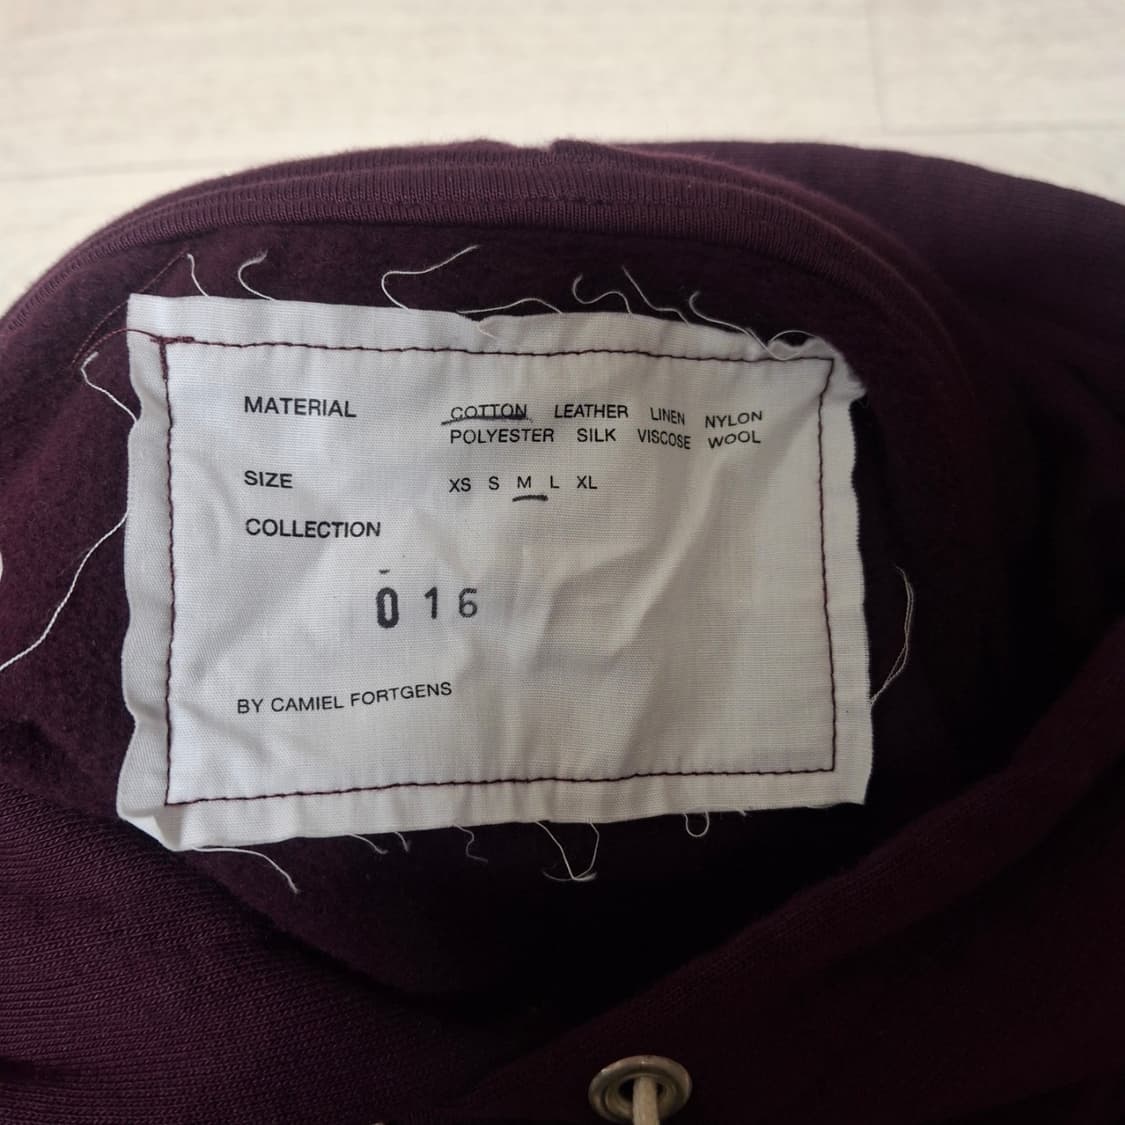 MATERIAL COTTON LEATHER LINEN NYLON
POLYESTER SILK VISCOSE WOOL
SIZE XS S M L XL
COLLECTION
016
BY CAMIEL FORTGENS